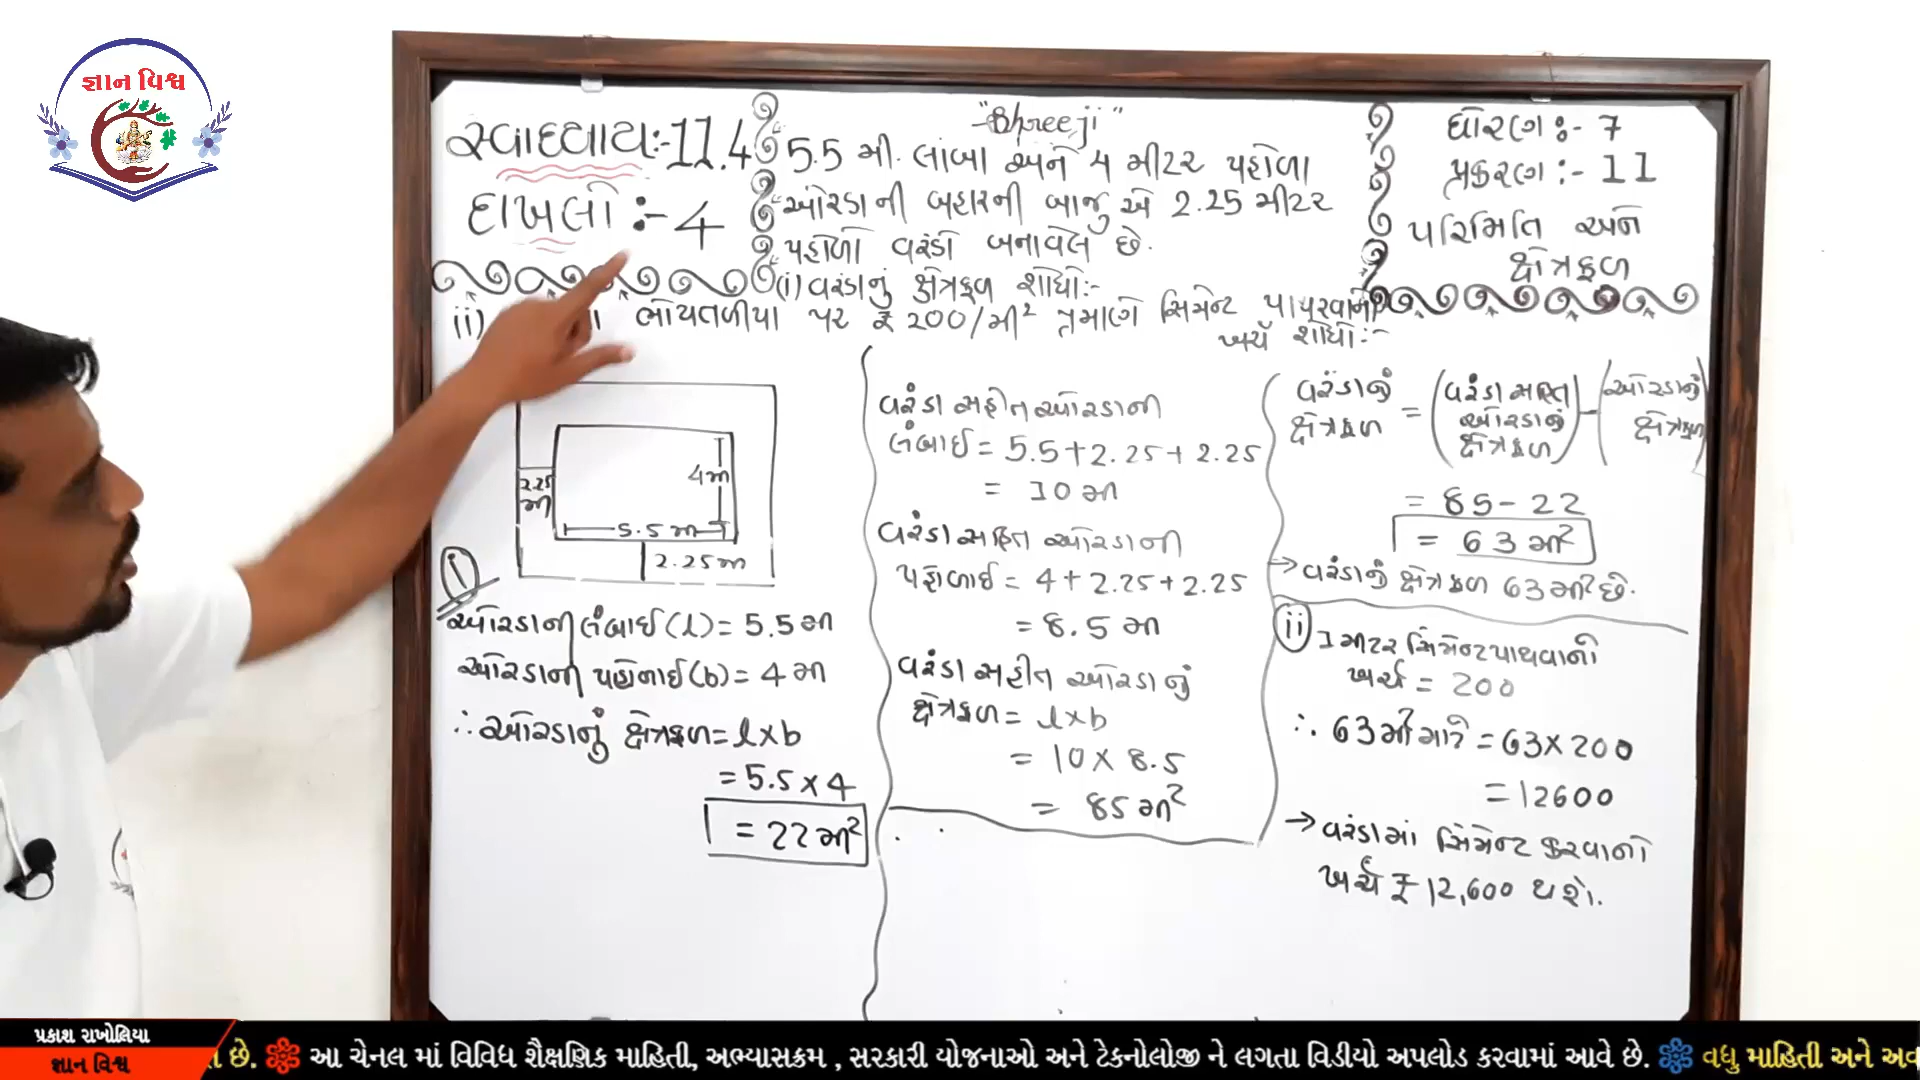 જ્ઞાન વિશ્વ
સ્વાધ્યાય:-11.4
દાખલો :- 4
"Shreeji"
5.5 મી. લાંબા અને 4 મીટર પહોળા
ઓરડાની બહારની બાજુએ 2.25 મીટર
પહોળો વરંડો બનાવેલ છે.
(i) વરંડાનું ક્ષેત્રફળ શોધો:-
ii) ભોંયતળીયા પર ₹ 200/મી² પ્રમાણે સિમેન્ટ પાથરવાનો
ખર્ચ શોધો:-
ધોરણ :- 7
પ્રકરણ :- 11
પરિમિતિ અને
ક્ષેત્રફળ
4મી
2.25
મી
5.5 મી
2.25મી
i
ઓરડાની લંબાઈ (l) = 5.5 મી
ઓરડાની પહોળાઈ (b) = 4 મી
∴ ઓરડાનું ક્ષેત્રફળ = l×b
= 5.5 × 4
= 22 મી²
વરંડા સહીત ઓરડાની
લંબાઈ = 5.5 + 2.25 + 2.25
= 10 મી
વરંડા સહિત ઓરડાની
પહોળાઈ = 4 + 2.25 + 2.25
= 8.5 મી
વરંડા સહીત ઓરડાનું
ક્ષેત્રફળ = l×b
= 10 × 8.5
= 85 મી²
વરંડાનું ક્ષેત્રફળ = (વરંડા સહિત ઓરડાનું ક્ષેત્રફળ) - (ઓરડાનું ક્ષેત્રફળ)
= 85 - 22
= 63 મી²
→ વરંડાનું ક્ષેત્રફળ 63 મી² છે.
ii 1 મીટર સિમેન્ટ પાથવાની
ખર્ચ = 200
∴ 63 મી માટે = 63 × 200
= 12600
→ વરંડામાં સિમેન્ટ કરવાનો
ખર્ચ ₹ 12,600 થશે.
પ્રકાશ રાખોલિયા
જ્ઞાન વિશ્વ
છે. આ ચેનલ માં વિવિધ શૈક્ષણિક માહિતી, અભ્યાસક્રમ , સરકારી યોજનાઓ અને ટેકનોલોજી ને લગતા વિડીયો અપલોડ કરવામાં આવે છે. વધુ માહિતી અને